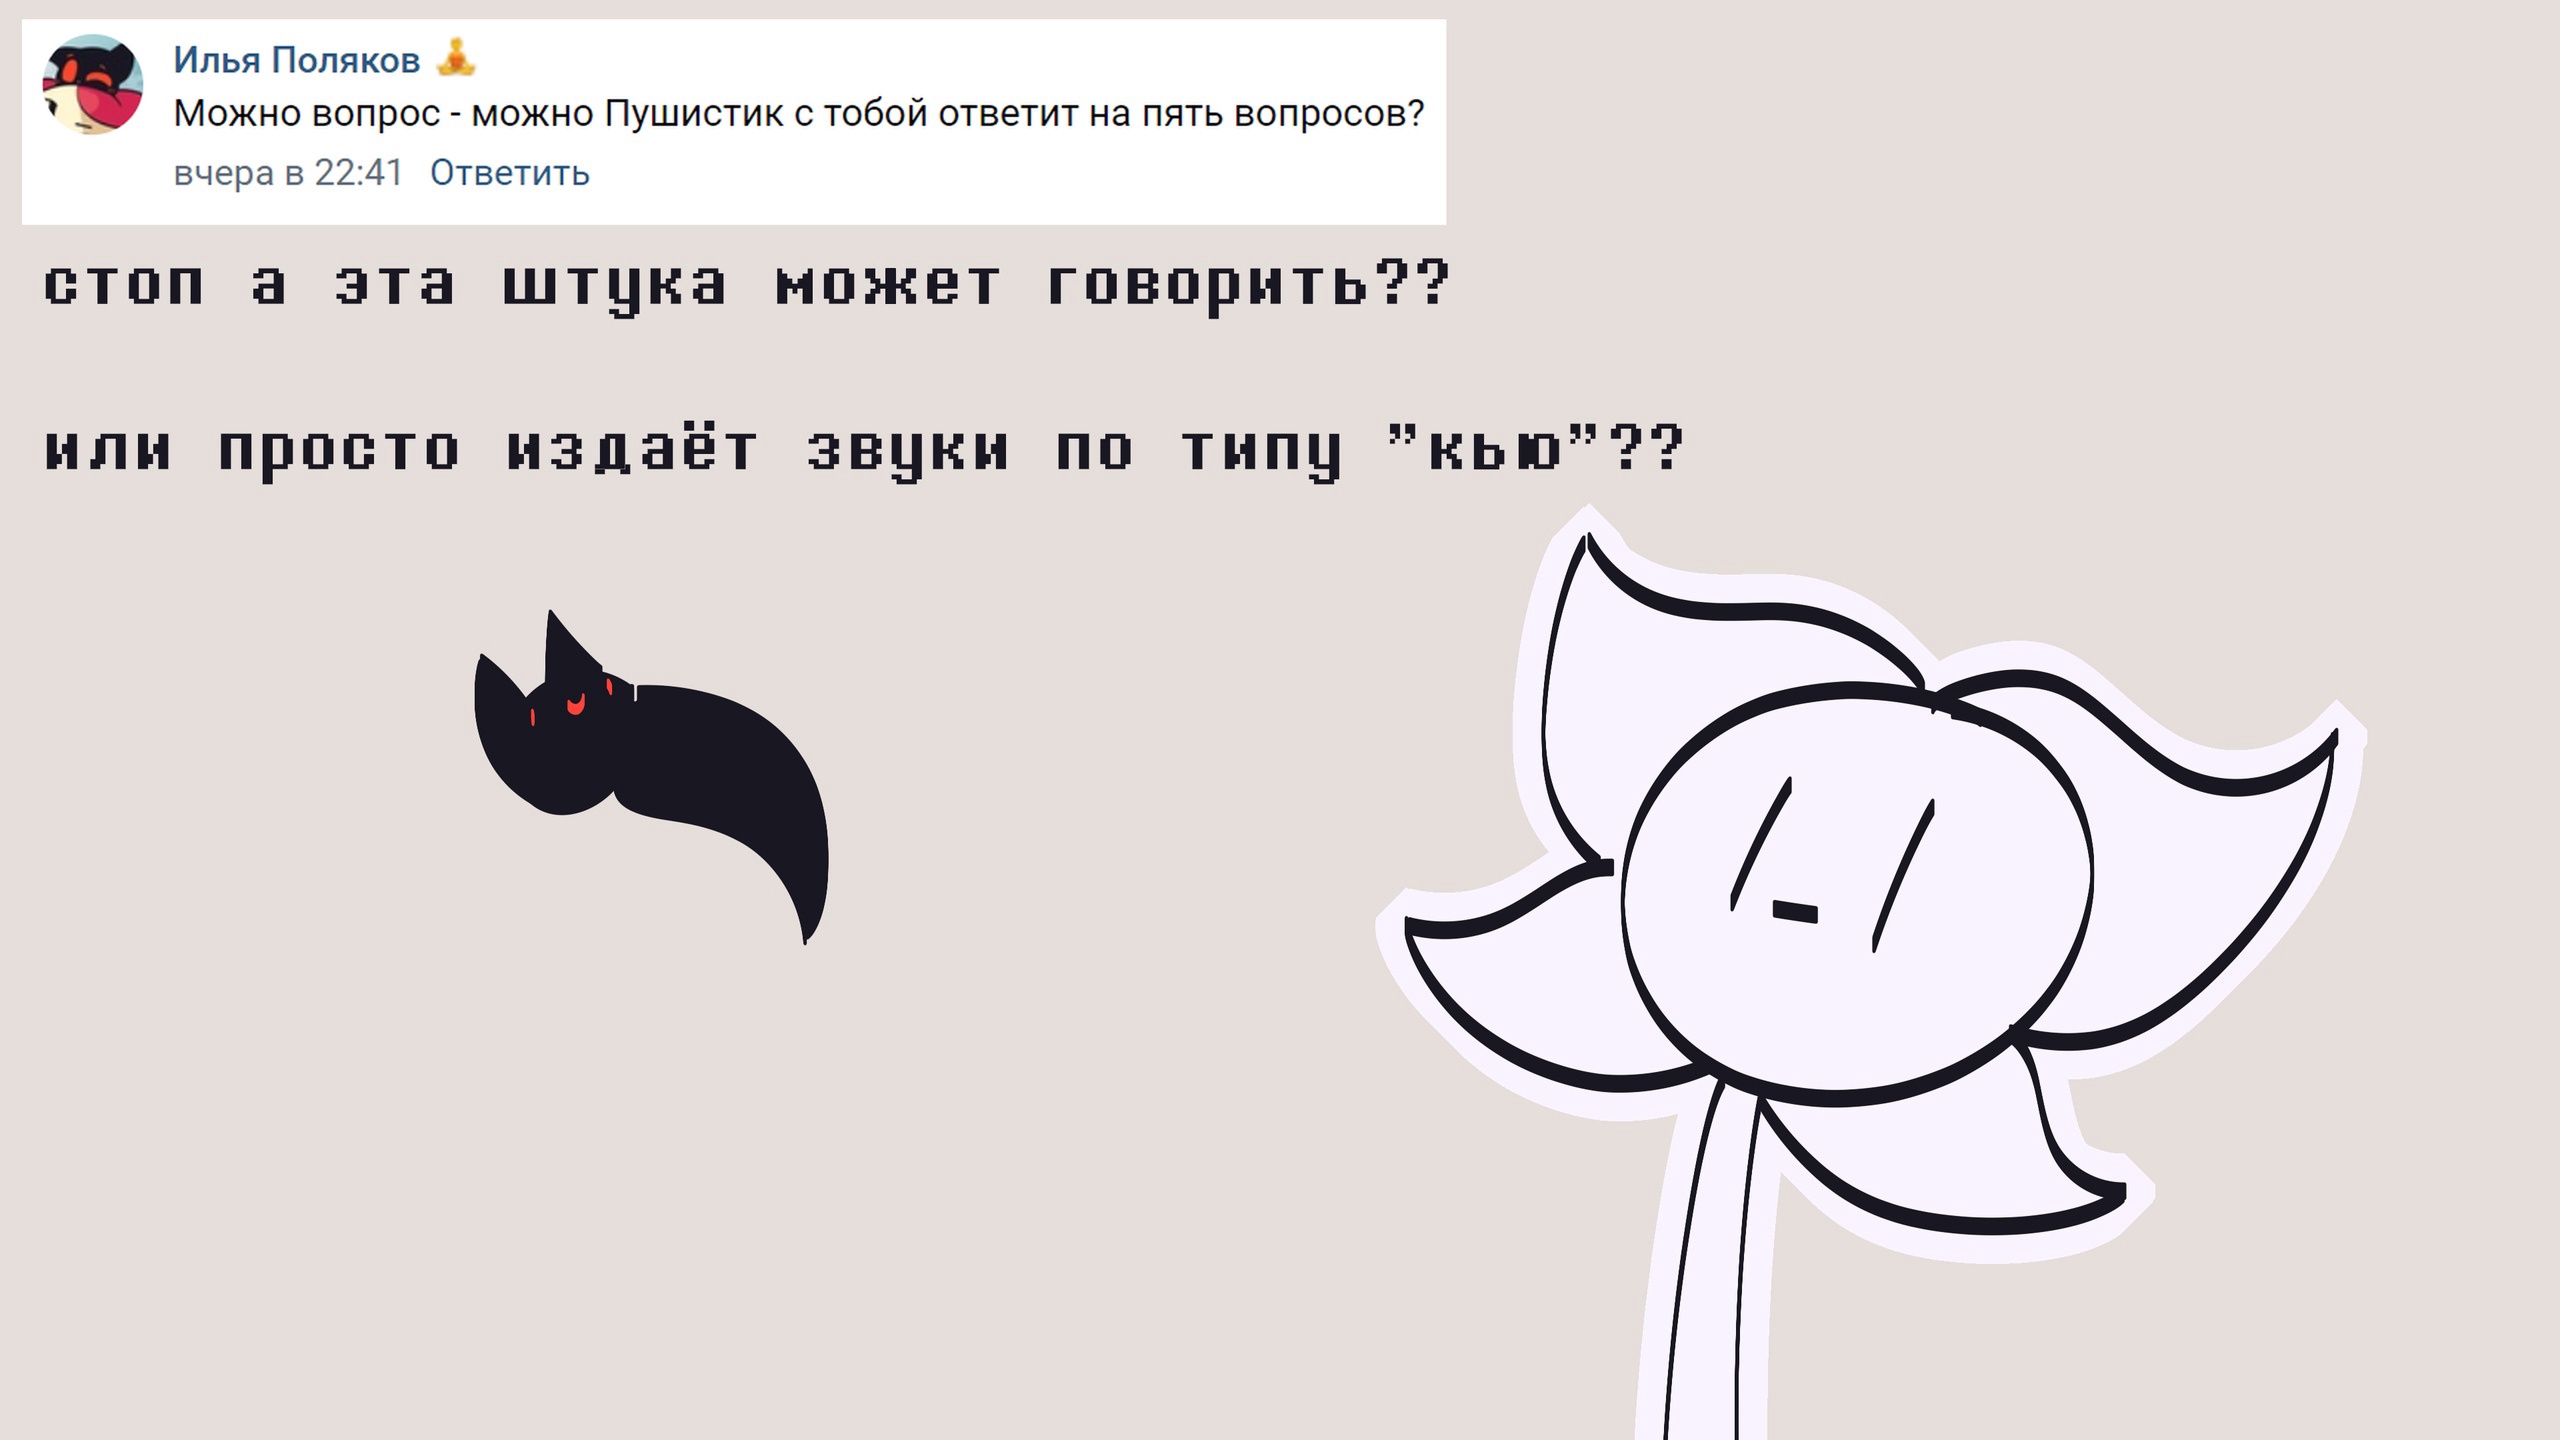 Илья Поляков
Можно вопрос - можно Пушистик с тобой ответит на пять вопросов?
вчера в 22:41 Ответить
стоп а эта штука может говорить??
или просто издаёт звуки по типу "кью"??